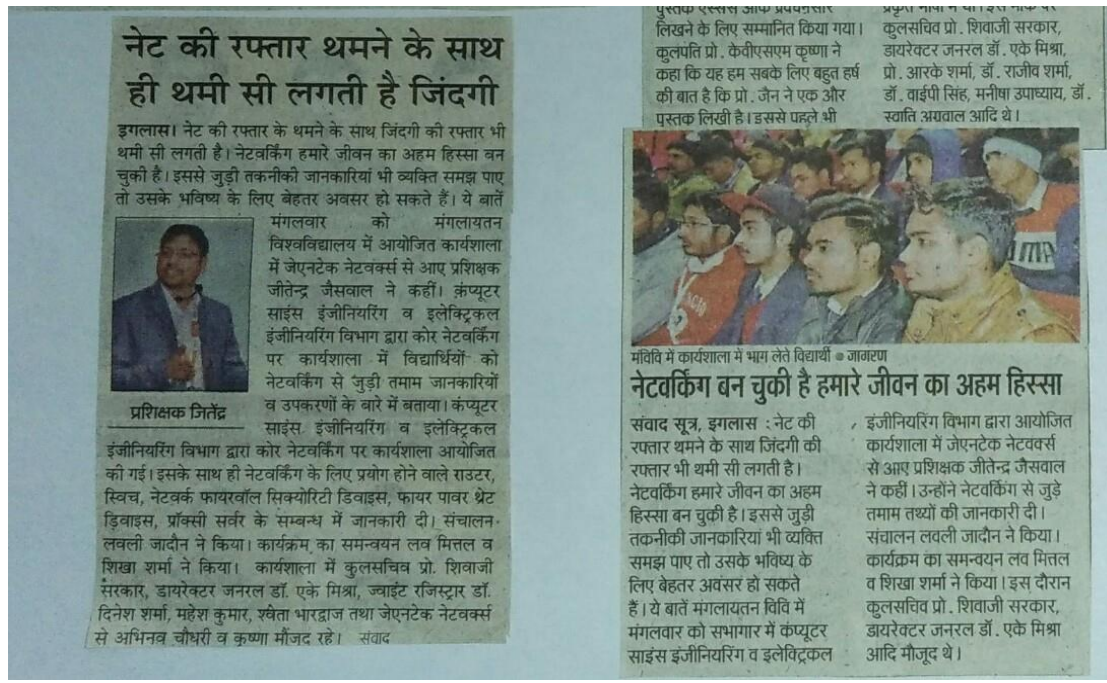 नेट की रफ्तार थमने के साथ
ही थमी सी लगती है जिंदगी
इगलास। नेट की रफ्तार के थमने के साथ जिंदगी की रफ्तार भी
थमी सी लगती है। नेटवर्किंग हमारे जीवन का अहम हिस्सा बन
चुकी है। इससे जुड़ी तकनीकी जानकारियां भी व्यक्ति समझ पाए
तो उसके भविष्य के लिए बेहतर अवसर हो सकते हैं। ये बातें
मंगलवार को मंगलायतन
विश्वविद्यालय में आयोजित कार्यशाला
में जेएनटेक नेटवर्क्स से आए प्रशिक्षक
जीतेन्द्र जैसवाल ने कहीं। कंप्यूटर
साइंस इंजीनियरिंग व इलेक्ट्रिकल
इंजीनियरिंग विभाग द्वारा कोर नेटवर्किंग
पर कार्यशाला में विद्यार्थियों को
नेटवर्किंग से जुड़ी तमाम जानकारियों
व उपकरणों के बारे में बताया। कंप्यूटर
साइंस इंजीनियरिंग व इलेक्ट्रिकल
प्रशिक्षक जितेंद्र
इंजीनियरिंग विभाग द्वारा कोर नेटवर्किंग पर कार्यशाला आयोजित
की गई। इसके साथ ही नेटवर्किंग के लिए प्रयोग होने वाले राउटर,
स्विच, नेटवर्क फायरवॉल सिक्योरिटी डिवाइस, फायर पावर थ्रेट
डिवाइस, प्रॉक्सी सर्वर के सम्बन्ध में जानकारी दी। संचालन
लवली जादौन ने किया। कार्यक्रम का समन्वयन लव मित्तल व
शिखा शर्मा ने किया। कार्यशाला में कुलसचिव प्रो. शिवाजी
सरकार, डायरेक्टर जनरल डॉ. एके मिश्रा, ज्वाइंट रजिस्ट्रार डॉ.
दिनेश शर्मा, महेश कुमार, श्वेता भारद्वाज तथा जेएनटेक नेटवर्क्स
से अभिनव चौधरी व कृष्णा मौजूद रहे। संवाद
पुस्तक एसेंस ऑफ
लिखने के लिए सम्मानित किया गया।
कुलपति प्रो. केवीएसएम कृष्णा ने
कहा कि यह हम सबके लिए बहुत हर्ष
की बात है कि प्रो. जैन ने एक और
पुस्तक लिखी है। इससे पहले भी
प्रकृत भाषा में थी। इस मौके पर
कुलसचिव प्रो. शिवाजी सरकार,
डायरेक्टर जनरल डॉ. एके मिश्रा,
प्रो. आरके शर्मा, डॉ. राजीव शर्मा,
डॉ. वाईपी सिंह, मनीषा उपाध्याय, डॉ.
स्वाति अग्रवाल आदि थे।
मंविवि में कार्यशाला में भाग लेते विद्यार्थी ● जागरण
नेटवर्किंग बन चुकी है हमारे जीवन का अहम हिस्सा
संवाद सूत्र, इगलास : नेट की
रफ्तार थमने के साथ जिंदगी की
रफ्तार भी थमी सी लगती है।
नेटवर्किंग हमारे जीवन का अहम
हिस्सा बन चुकी है। इससे जुड़ी
तकनीकी जानकारियां भी व्यक्ति
समझ पाए तो उसके भविष्य के
लिए बेहतर अवसर हो सकते
हैं। ये बातें मंगलायतन विवि में
मंगलवार को सभागार में कंप्यूटर
साइंस इंजीनियरिंग व इलेक्ट्रिकल
इंजीनियरिंग विभाग द्वारा आयोजित
कार्यशाला में जेएनटेक नेटवर्क्स
से आए प्रशिक्षक जीतेन्द्र जैसवाल
ने कहीं। उन्होंने नेटवर्किंग से जुड़े
तमाम तथ्यों की जानकारी दी।
संचालन लवली जादौन ने किया।
कार्यक्रम का समन्वयन लव मित्तल
व शिखा शर्मा ने किया। इस दौरान
कुलसचिव प्रो. शिवाजी सरकार,
डायरेक्टर जनरल डॉ. एके मिश्रा
आदि मौजूद थे।